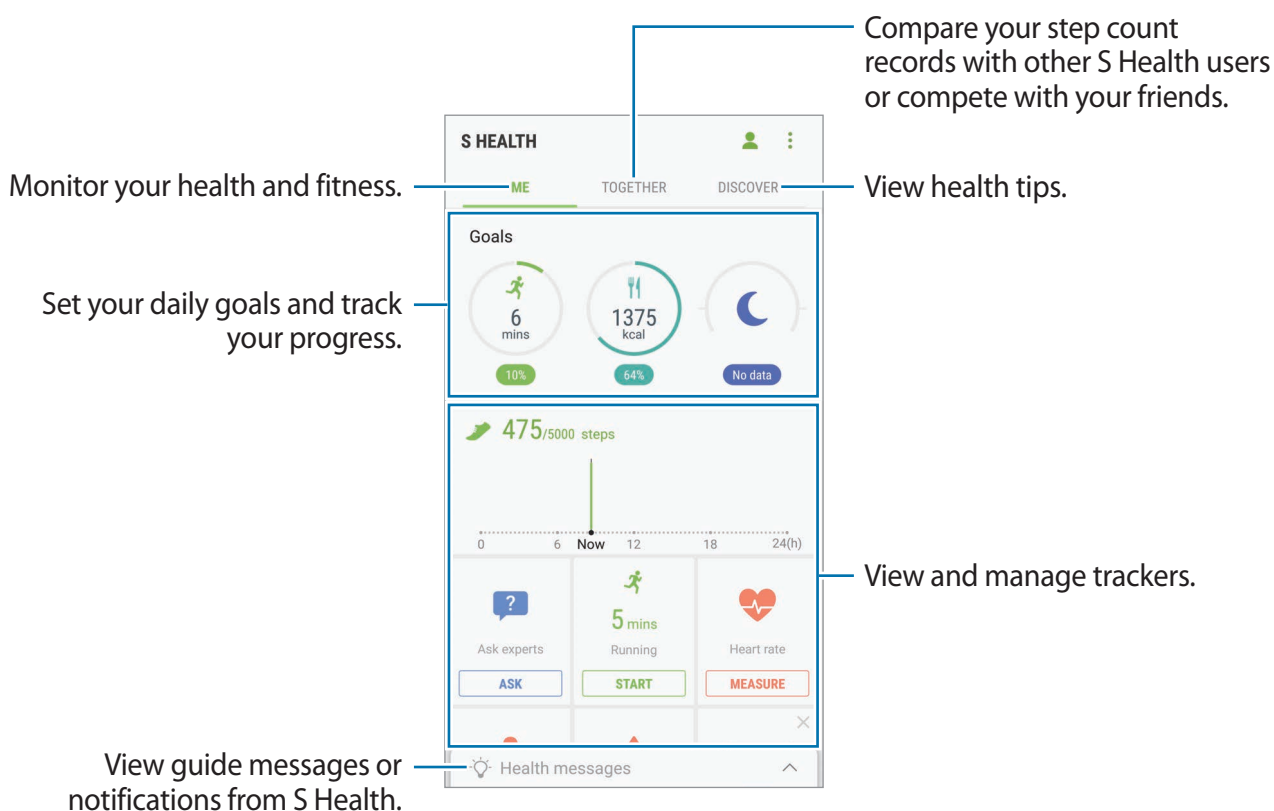 Compare your step count
records with other S Health users
or compete with your friends.
S HEALTH
Monitor your health and fitness.
ME
TOGETHER
DISCOVER
View health tips.
Goals
Set your daily goals and track
your progress.
6
mins
10%
1375
kcal
64%
No data
475/5000 steps
0 6 Now 12 18 24(h)
View and manage trackers.
?
5 mins
Ask experts
Running
Heart rate
ASK
START
MEASURE
View guide messages or
notifications from S Health.
Health messages